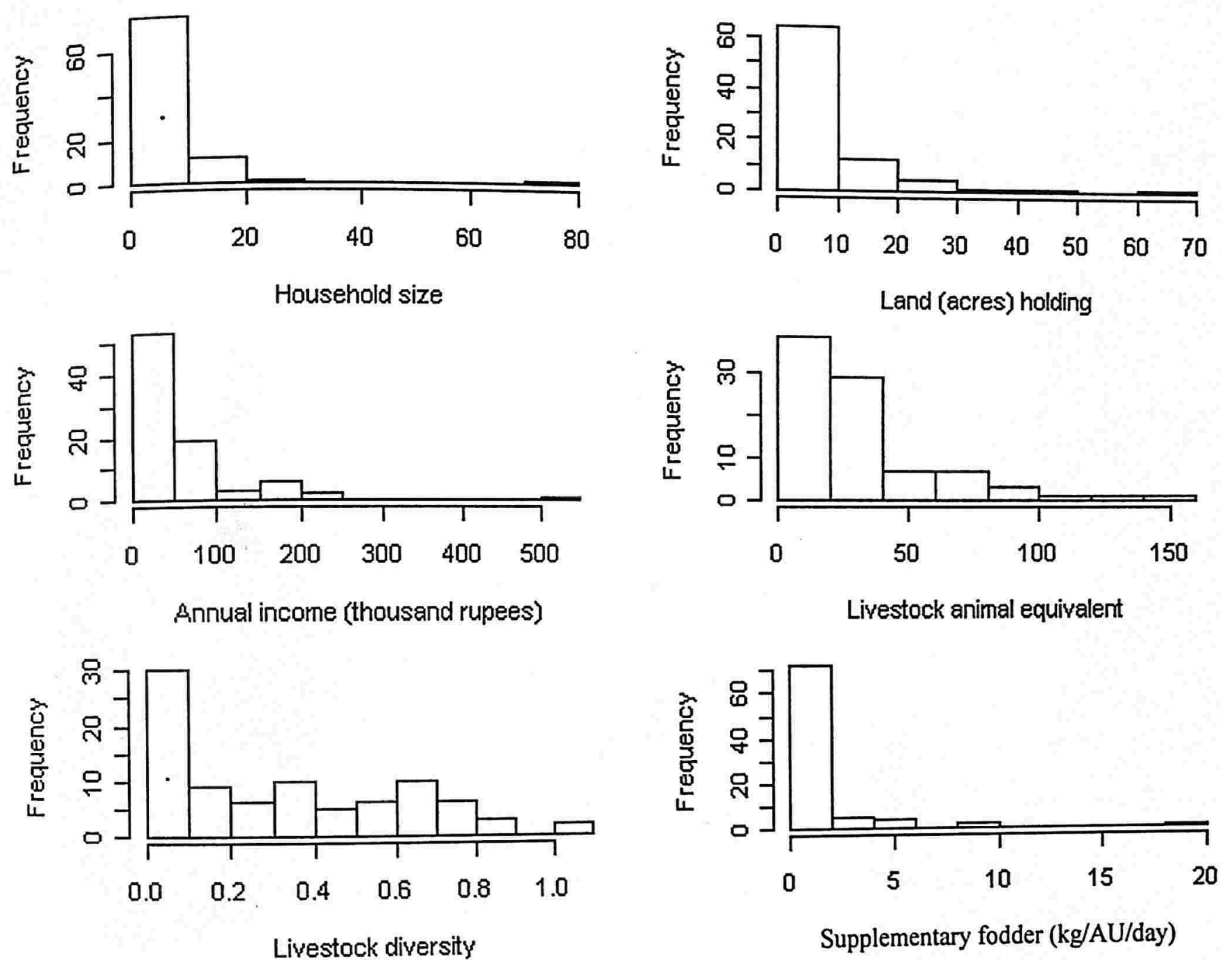 Frequency
60
20
0
0 20 40 60 80
Household size
Frequency
60
40
20
0
0 10 20 30 40 50 60 70
Land (acres) holding
Frequency
40
20
0
0 100 200 300 400 500
Annual income (thousand rupees)
Frequency
30
10
0
0 50 100 150
Livestock animal equivalent
Frequency
30
20
10
0
0.0 0.2 0.4 0.6 0.8 1.0
Livestock diversity
Frequency
60
40
20
0
0 5 10 15 20
Supplementary fodder (kg/AU/day)